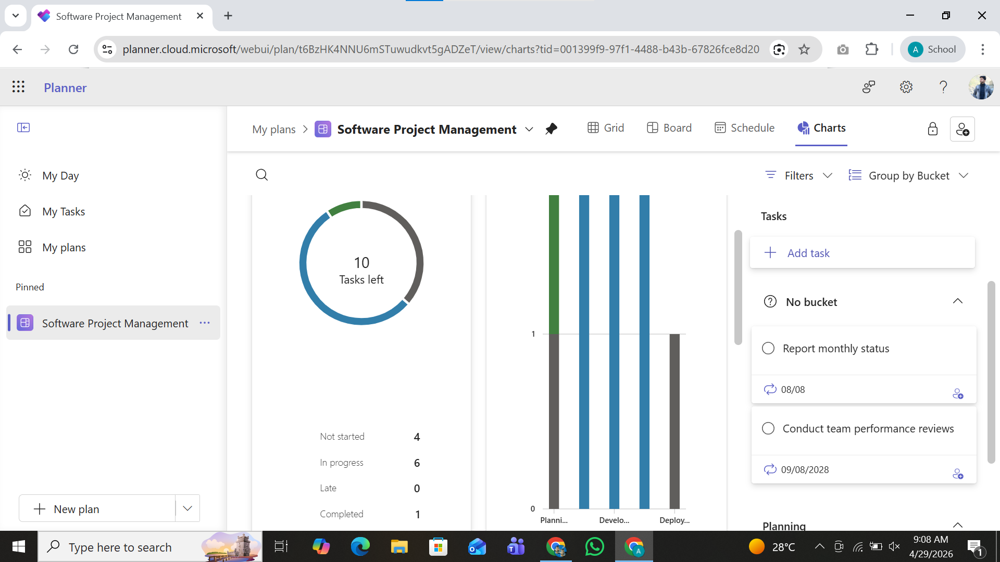 Software Project Management
planner.cloud.microsoft/webui/plan/t6BzHK4NNU6mSTuwudkvt5gADZeT/view/charts?tid=001399f9-97f1-4488-b43b-67826fce8d20
A School
Planner
My plans
Software Project Management
Grid
Board
Schedule
Charts
Filters
Group by Bucket
My Day
My Tasks
My plans
Pinned
Software Project Management
New plan
10
Tasks left
Not started 4
In progress 6
Late 0
Completed 1
1
0
Planni...
Develo...
Deploy...
Tasks
Add task
No bucket
Report monthly status
08/08
Conduct team performance reviews
09/08/2028
Planning
Type here to search
28°C
9:08 AM
4/29/2026
1